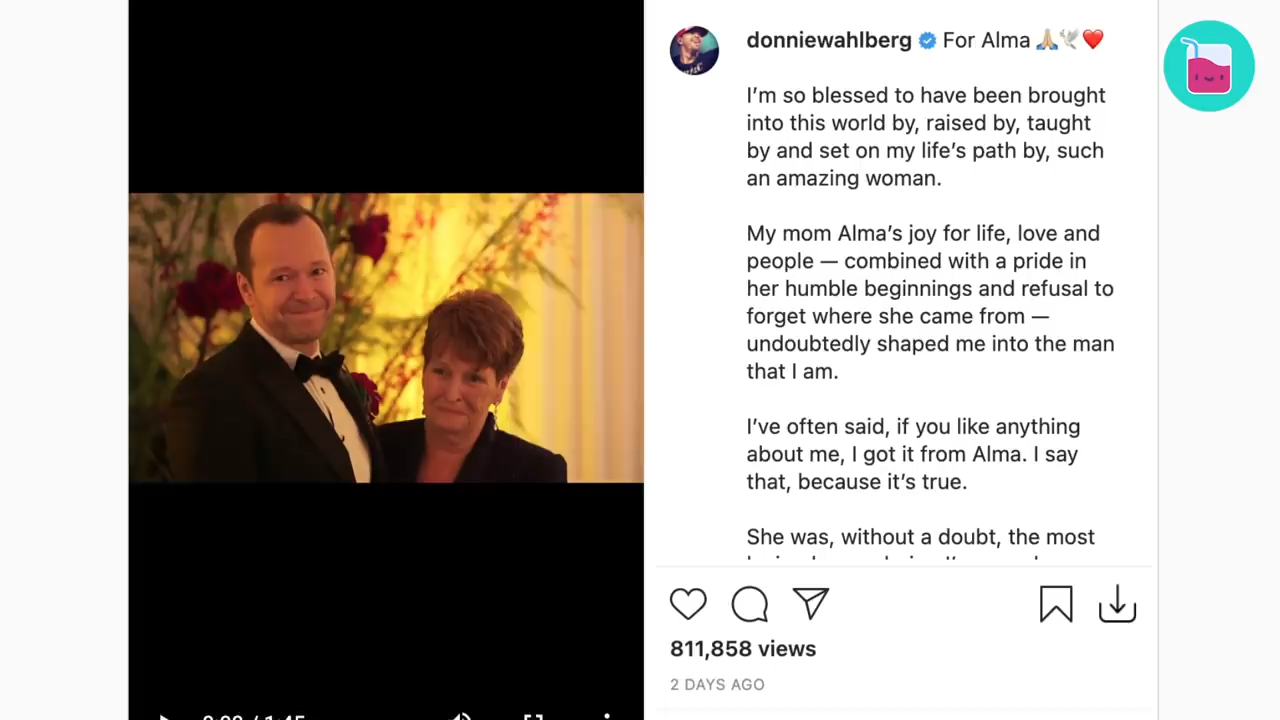 donniewahlberg For Alma 🙏🏼🕊❤️
I’m so blessed to have been brought
into this world by, raised by, taught
by and set on my life’s path by, such
an amazing woman.
My mom Alma’s joy for life, love and
people — combined with a pride in
her humble beginnings and refusal to
forget where she came from —
undoubtedly shaped me into the man
that I am.
I’ve often said, if you like anything
about me, I got it from Alma. I say
that, because it’s true.
She was, without a doubt, the most
811,858 views
2 DAYS AGO